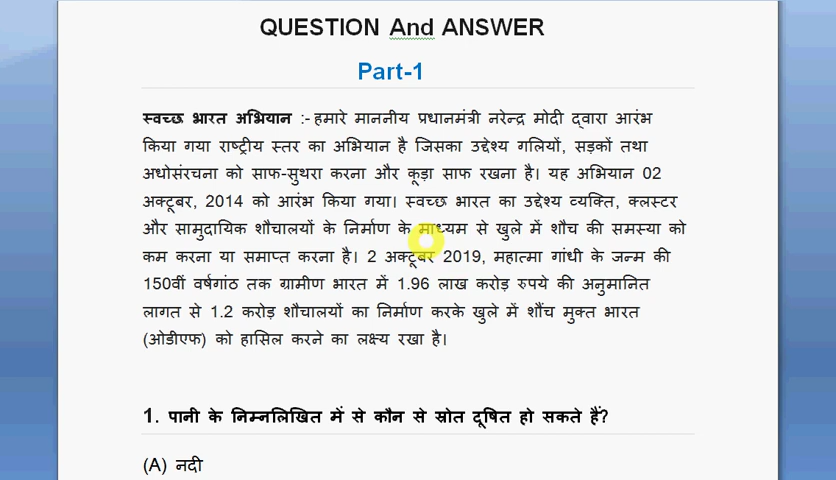 QUESTION And ANSWER
Part-1
स्वच्छ भारत अभियान :- हमारे माननीय प्रधानमंत्री नरेन्द्र मोदी द्वारा आरंभ
किया गया राष्ट्रीय स्तर का अभियान है जिसका उद्देश्य गलियों, सड़कों तथा
अधोसंरचना को साफ-सुथरा करना और कूड़ा साफ रखना है। यह अभियान 02
अक्टूबर, 2014 को आरंभ किया गया। स्वच्छ भारत का उद्देश्य व्यक्ति, क्लस्टर
और सामुदायिक शौचालयों के निर्माण के माध्यम से खुले में शौच की समस्या को
कम करना या समाप्त करना है। 2 अक्टूबर 2019, महात्मा गांधी के जन्म की
150वीं वर्षगांठ तक ग्रामीण भारत में 1.96 लाख करोड़ रुपये की अनुमानित
लागत से 1.2 करोड़ शौचालयों का निर्माण करके खुले में शौंच मुक्त भारत
(ओडीएफ) को हासिल करने का लक्ष्य रखा है।
1. पानी के निम्नलिखित में से कौन से स्रोत दूषित हो सकते हैं?
(A) नदी